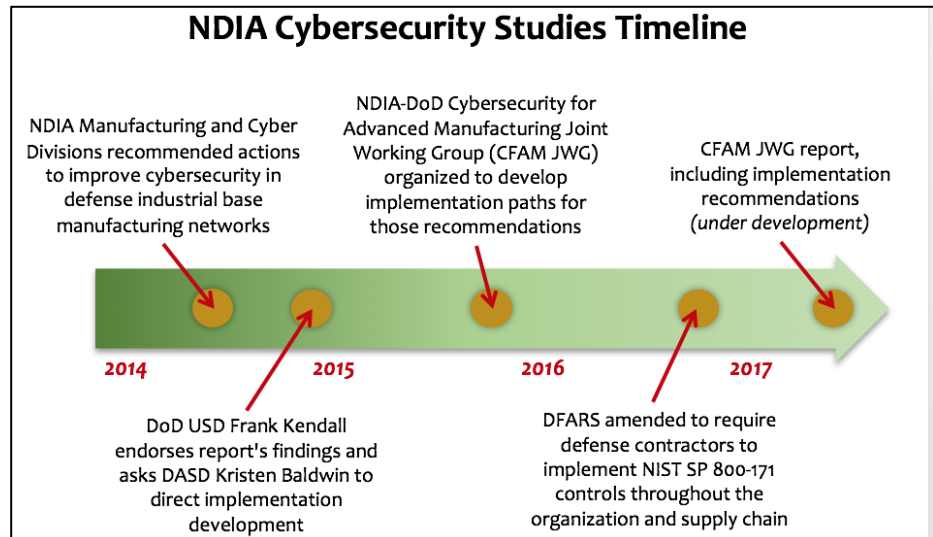 NDIA Cybersecurity Studies Timeline
NDIA Manufacturing and Cyber
Divisions recommended actions
to improve cybersecurity in
defense industrial base
manufacturing networks
NDIA-DoD Cybersecurity for
Advanced Manufacturing Joint
Working Group (CFAM JWG)
organized to develop
implementation paths for
those recommendations
CFAM JWG report,
including implementation
recommendations
(under development)
2014
2015
2016
2017
DoD USD Frank Kendall
endorses report's findings and
asks DASD Kristen Baldwin to
direct implementation
development
DFARS amended to require
defense contractors to
implement NIST SP 800-171
controls throughout the
organization and supply chain